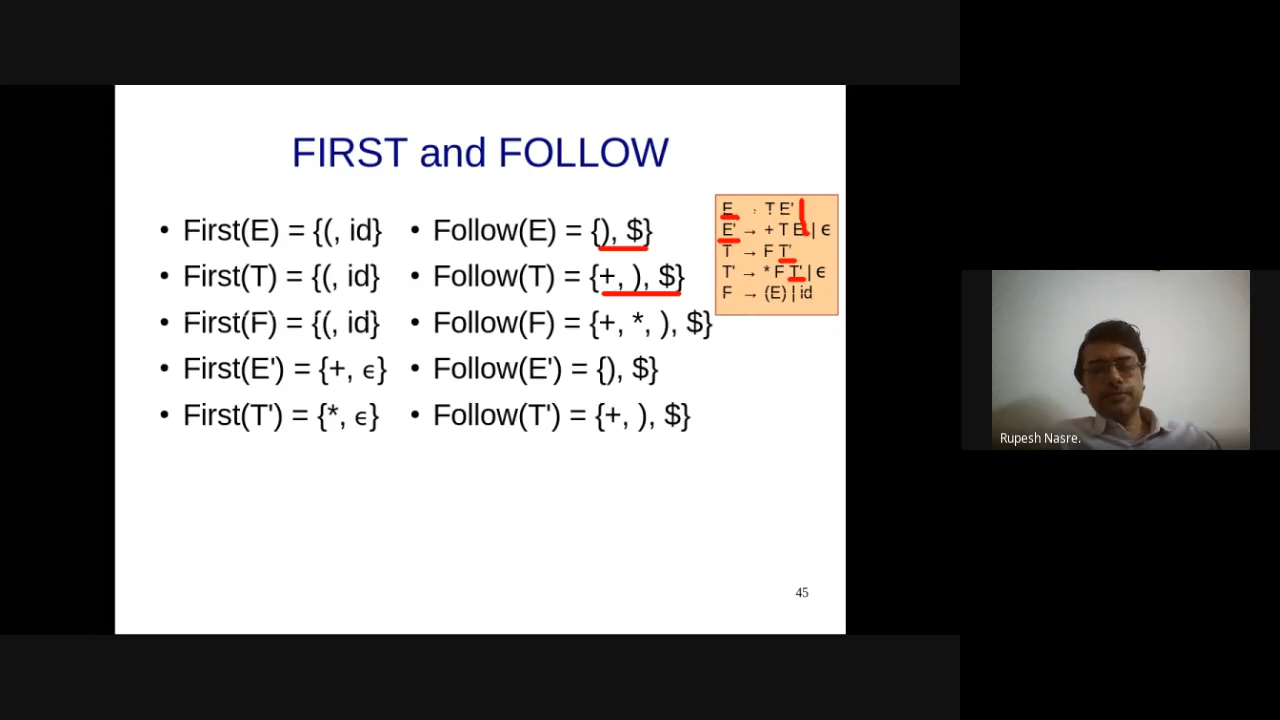 FIRST and FOLLOW
• First(E) = {(, id}
• First(T) = {(, id}
• First(F) = {(, id}
• First(E') = {+, ϵ}
• First(T') = {*, ϵ}
• Follow(E) = {), $}
• Follow(T) = {+, ), $}
• Follow(F) = {+, *, ), $}
• Follow(E') = {), $}
• Follow(T') = {+, ), $}
E → T E'
E' → + T E' | ϵ
T → F T'
T' → * F T' | ϵ
F → (E) | id
45
Rupesh Nasre.